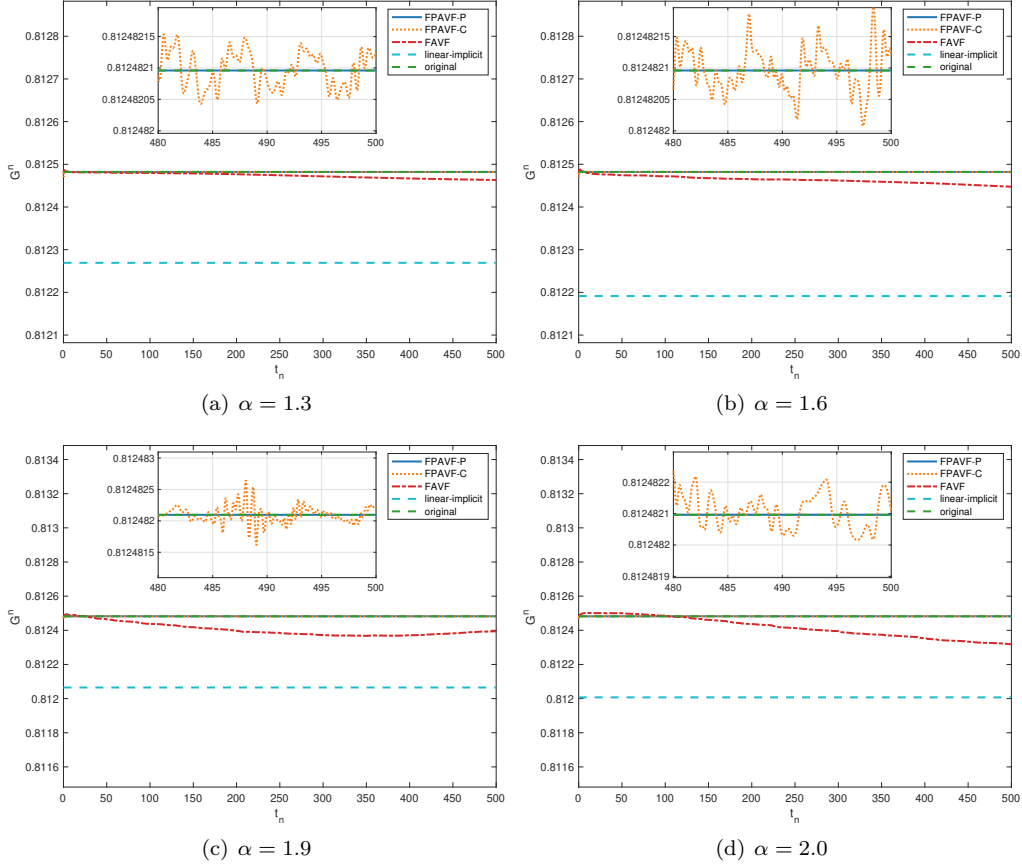 0.8128
0.8127
0.8126
0.8125
0.8124
0.8123
0.8122
0.8121
G^n
0 50 100 150 200 250 300 350 400 450 500
t_n
0.81248215
0.8124821
0.81248205
0.812482
480 485 490 495 500
FPAVF-P
FPAVF-C
FAVF
linear-implicit
original
(a) α = 1.3
0.8128
0.8127
0.8126
0.8125
0.8124
0.8123
0.8122
0.8121
G^n
0 50 100 150 200 250 300 350 400 450 500
t_n
0.81248215
0.8124821
0.81248205
0.812482
480 485 490 495 500
FPAVF-P
FPAVF-C
FAVF
linear-implicit
original
(b) α = 1.6
0.8134
0.8132
0.813
0.8128
0.8126
0.8124
0.8122
0.812
0.8118
0.8116
G^n
0 50 100 150 200 250 300 350 400 450 500
t_n
0.812483
0.8124825
0.812482
0.8124815
480 485 490 495 500
FPAVF-P
FPAVF-C
FAVF
linear-implicit
original
(c) α = 1.9
0.8134
0.8132
0.813
0.8128
0.8126
0.8124
0.8122
0.812
0.8118
0.8116
G^n
0 50 100 150 200 250 300 350 400 450 500
t_n
0.8124822
0.8124821
0.812482
0.8124819
480 485 490 495 500
FPAVF-P
FPAVF-C
FAVF
linear-implicit
original
(d) α = 2.0